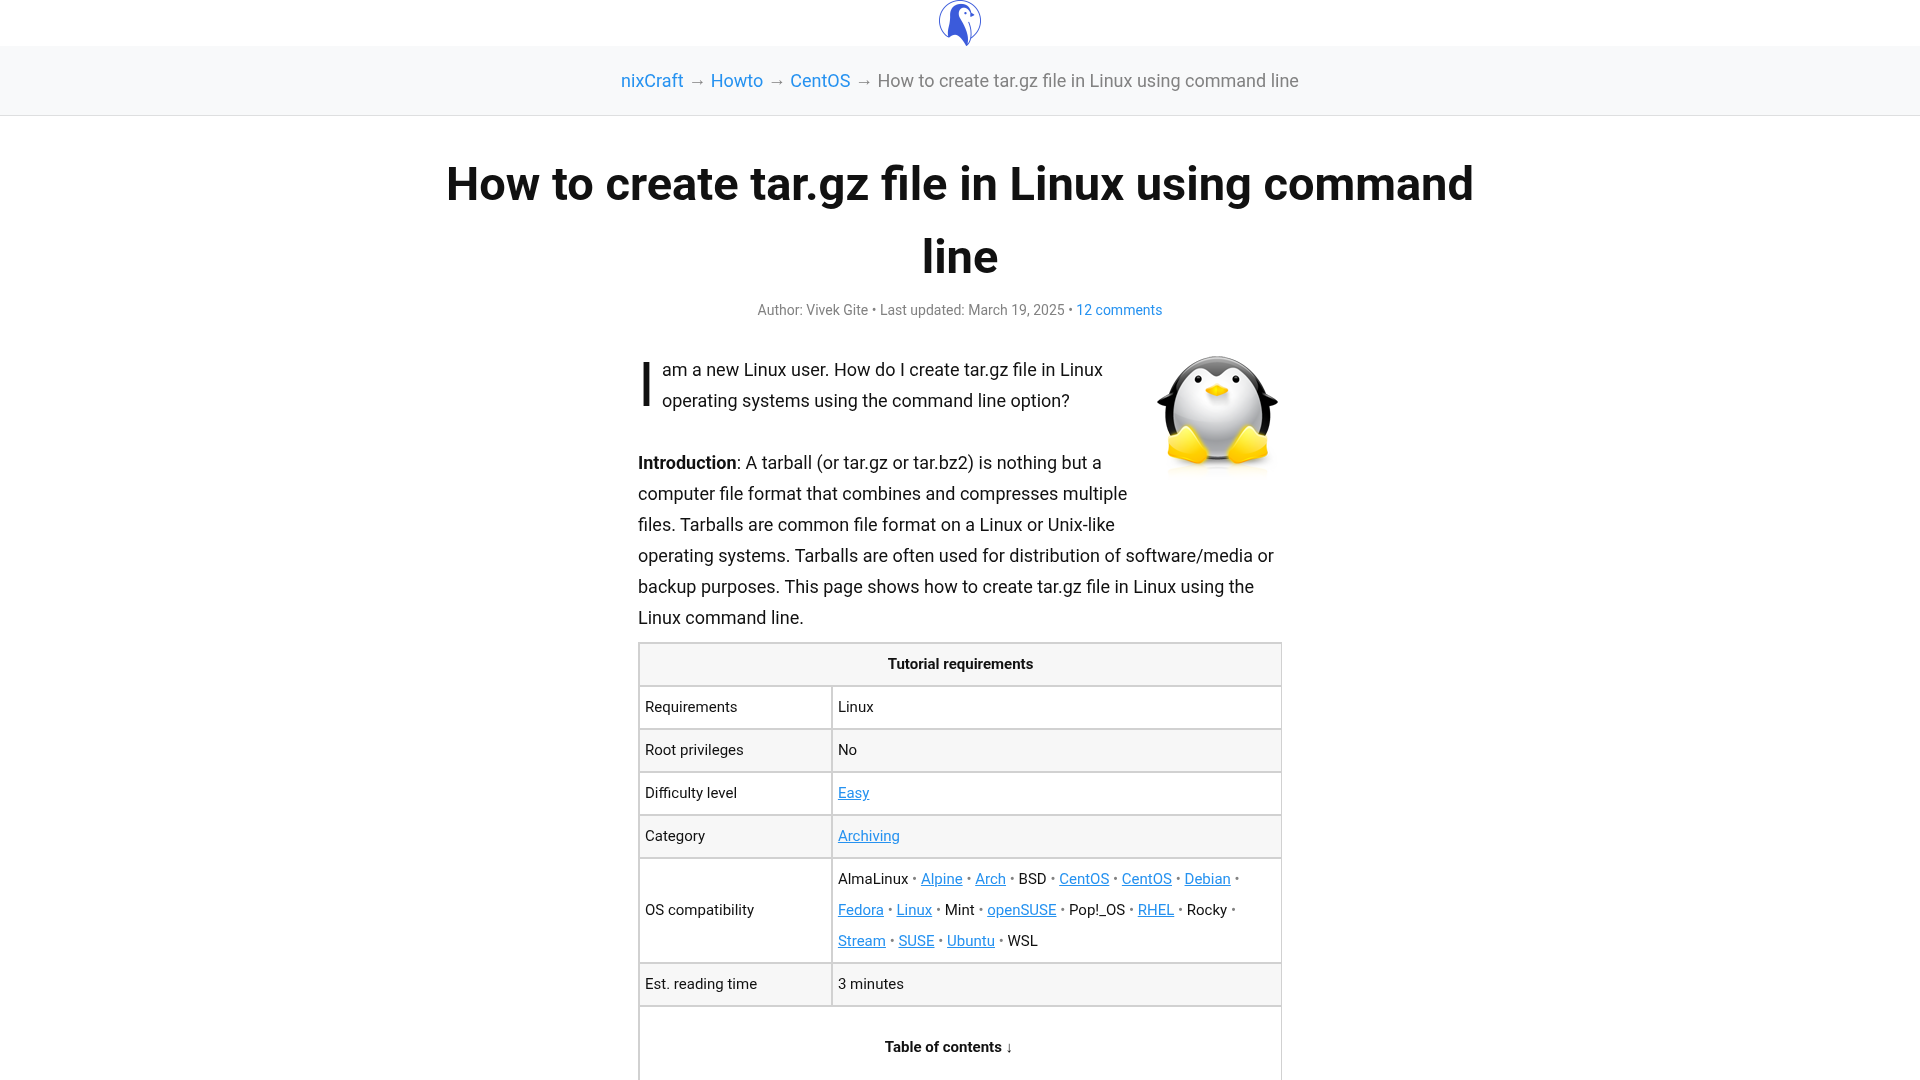 nixCraft → Howto → CentOS → How to create tar.gz file in Linux using command line
How to create tar.gz file in Linux using command
line
Author: Vivek Gite • Last updated: March 19, 2025 • 12 comments
I am a new Linux user. How do I create tar.gz file in Linux
operating systems using the command line option?
Introduction: A tarball (or tar.gz or tar.bz2) is nothing but a
computer file format that combines and compresses multiple
files. Tarballs are common file format on a Linux or Unix-like
operating systems. Tarballs are often used for distribution of software/media or
backup purposes. This page shows how to create tar.gz file in Linux using the
Linux command line.
Tutorial requirements
Requirements Linux
Root privileges No
Difficulty level Easy
Category Archiving
OS compatibility AlmaLinux • Alpine • Arch • BSD • CentOS • CentOS • Debian •
Fedora • Linux • Mint • openSUSE • Pop!_OS • RHEL • Rocky •
Stream • SUSE • Ubuntu • WSL
Est. reading time 3 minutes
Table of contents ↓